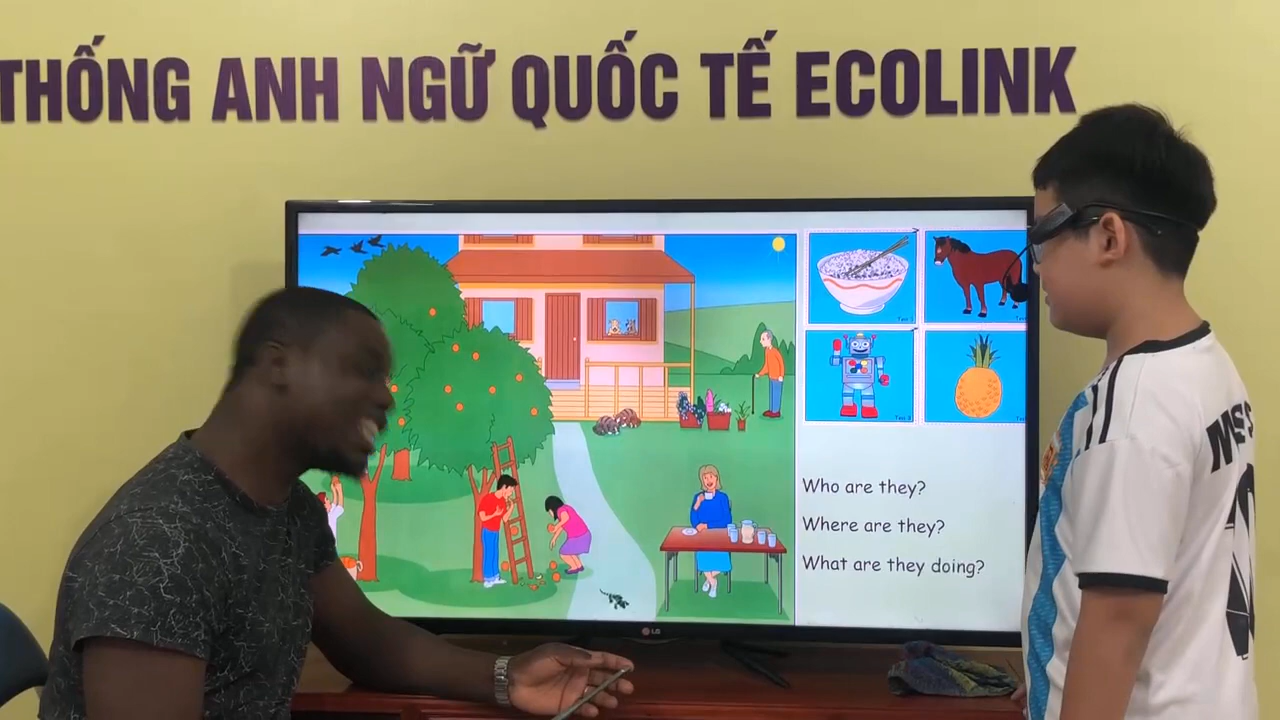 THỐNG ANH NGỮ QUỐC TẾ ECOLINK
Who are they?
Where are they?
What are they doing?
LG